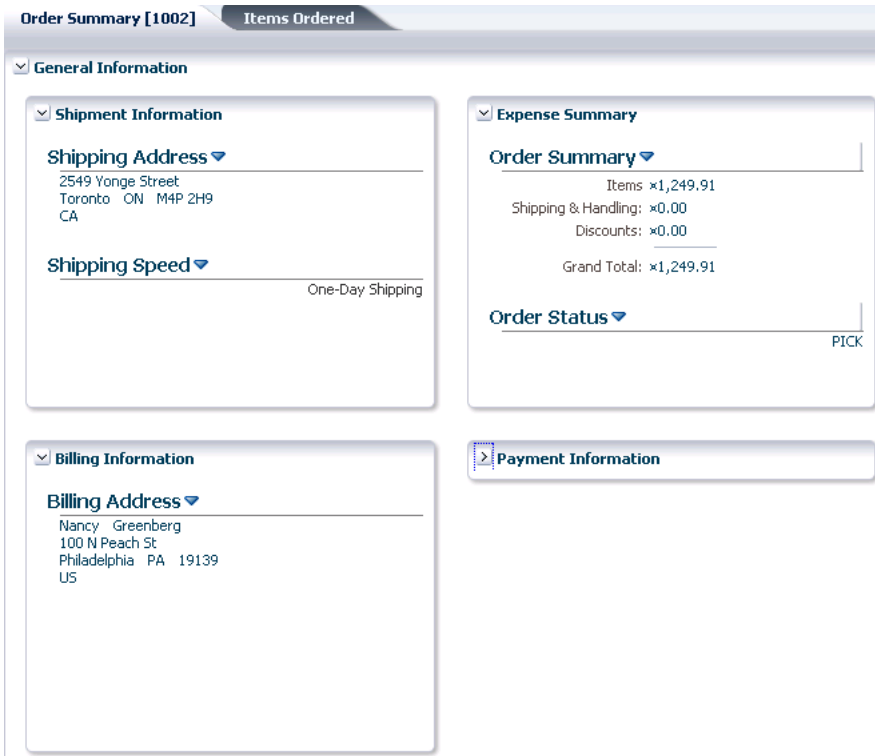 Order Summary [1002]
Items Ordered
General Information
Shipment Information
Shipping Address
2549 Yonge Street
Toronto ON M4P 2H9
CA
Shipping Speed
One-Day Shipping
Expense Summary
Order Summary
Items ¤1,249.91
Shipping & Handling: ¤0.00
Discounts: ¤0.00
Grand Total: ¤1,249.91
Order Status
PICK
Billing Information
Billing Address
Nancy Greenberg
100 N Peach St
Philadelphia PA 19139
US
Payment Information